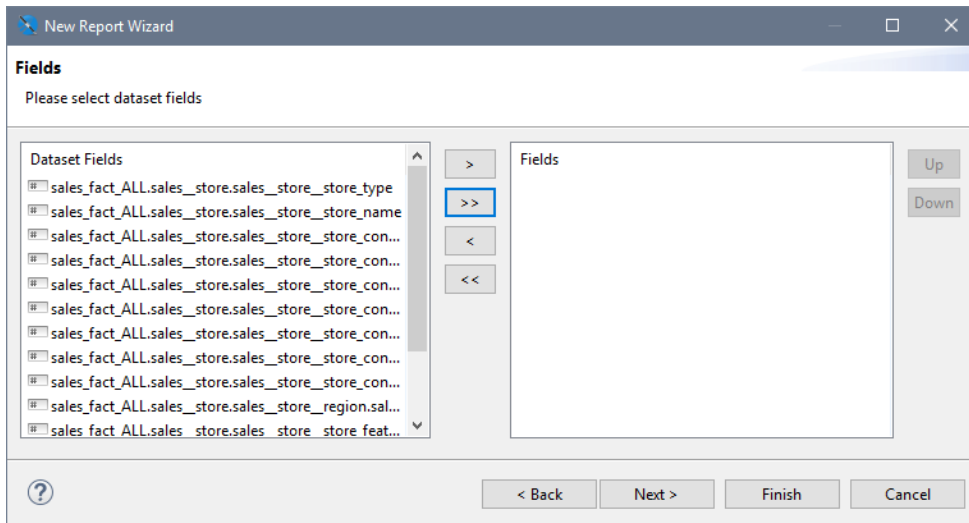 New Report Wizard
Fields
Please select dataset fields
Dataset Fields
sales_fact_ALL.sales__store.sales__store__store_type
sales_fact_ALL.sales__store.sales__store__store_name
sales_fact_ALL.sales__store.sales__store__store_con...
sales_fact_ALL.sales__store.sales__store__store_con...
sales_fact_ALL.sales__store.sales__store__store_con...
sales_fact_ALL.sales__store.sales__store__store_con...
sales_fact_ALL.sales__store.sales__store__store_con...
sales_fact_ALL.sales__store.sales__store__store_con...
sales_fact_ALL.sales__store.sales__store__store_con...
sales_fact_ALL.sales__store.sales__store__region.sal...
sales_fact_ALL.sales__store.sales__store__store_feat...
>
>>
<
<<
Fields
Up
Down
?
< Back
Next >
Finish
Cancel